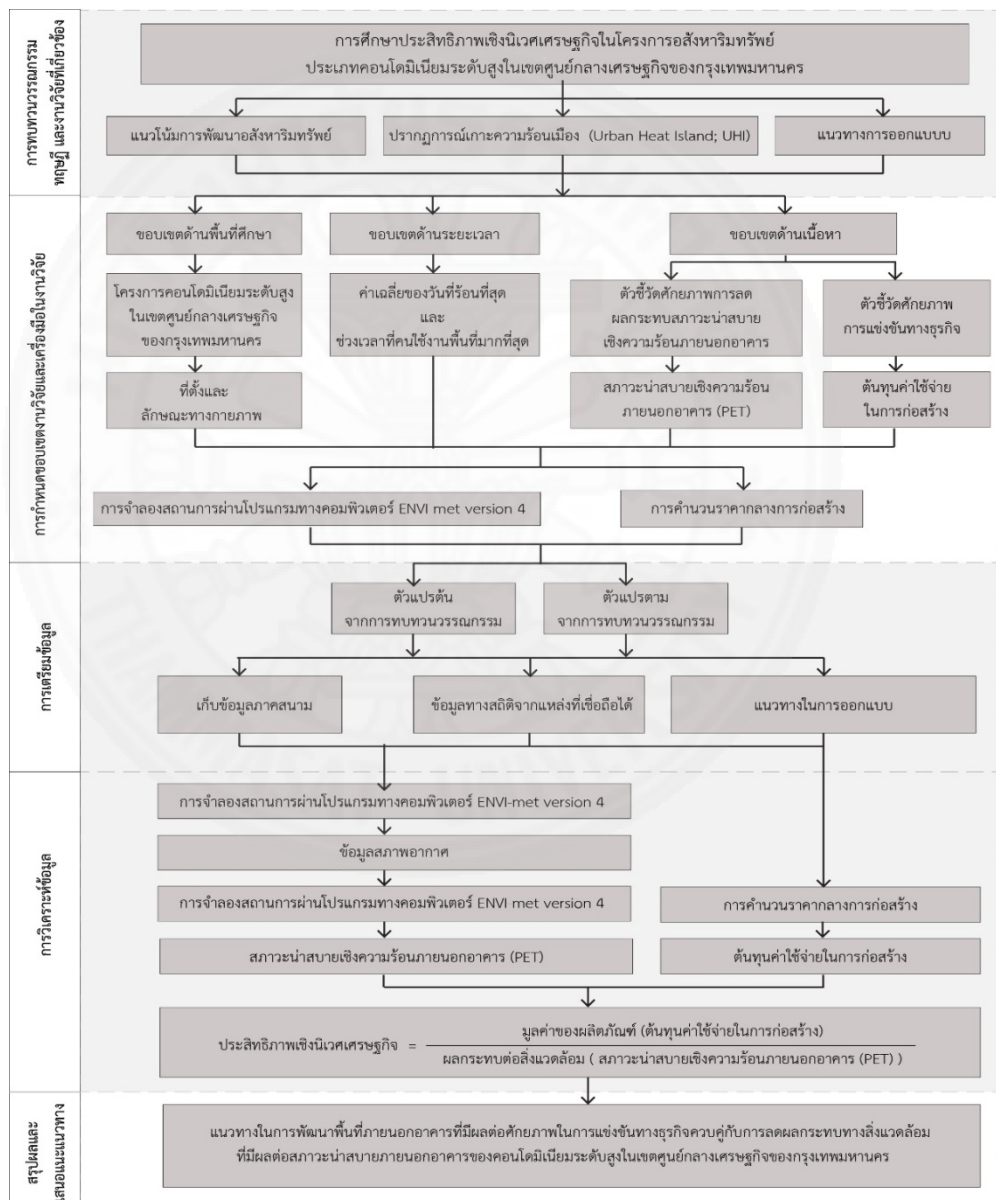 การทบทวนวรรณกรรม
ทฤษฎี และงานวิจัยที่เกี่ยวข้อง
การศึกษาประสิทธิภาพเชิงนิเวศเศรษฐกิจในโครงการอสังหาริมทรัพย์
ประเภทคอนโดมิเนียมระดับสูงในเขตศูนย์กลางเศรษฐกิจของกรุงเทพมหานคร
แนวโน้มการพัฒนาอสังหาริมทรัพย์
ปรากฏการณ์เกาะความร้อนเมือง (Urban Heat Island; UHI)
แนวทางการออกแบบบ
การกำหนดขอบเขตงานวิจัยและเครื่องมือในงานวิจัย
ขอบเขตด้านพื้นที่ศึกษา
ขอบเขตด้านระยะเวลา
ขอบเขตด้านเนื้อหา
โครงการคอนโดมิเนียมระดับสูง
ในเขตศูนย์กลางเศรษฐกิจ
ของกรุงเทพมหานคร
ค่าเฉลี่ยของวันที่ร้อนที่สุด
และ
ช่วงเวลาที่คนใช้งานพื้นที่มากที่สุด
ตัวชี้วัดศักยภาพการลด
ผลกระทบสภาวะน่าสบาย
เชิงความร้อนภายนอกอาคาร
ตัวชี้วัดศักยภาพ
การแข่งขันทางธุรกิจ
ที่ตั้งและ
ลักษณะทางกายภาพ
สภาวะน่าสบายเชิงความร้อน
ภายนอกอาคาร (PET)
ต้นทุนค่าใช้จ่าย
ในการก่อสร้าง
การจำลองสถานการผ่านโปรแกรมทางคอมพิวเตอร์ ENVI met version 4
การคำนวนราคากลางการก่อสร้าง
การเตรียมข้อมูล
ตัวแปรต้น
จากการทบทวนวรรณกรรม
ตัวแปรตาม
จากการทบทวนวรรณกรรม
เก็บข้อมูลภาคสนาม
ข้อมูลทางสถิติจากแหล่งที่เชื่อถือได้
แนวทางในการออกแบบ
การวิเคราะห์ข้อมูล
การจำลองสถานการผ่านโปรแกรมทางคอมพิวเตอร์ ENVI-met version 4
ข้อมูลสภาพอากาศ
การจำลองสถานการผ่านโปรแกรมทางคอมพิวเตอร์ ENVI met version 4
การคำนวนราคากลางการก่อสร้าง
สภาวะน่าสบายเชิงความร้อนภายนอกอาคาร (PET)
ต้นทุนค่าใช้จ่ายในการก่อสร้าง
ประสิทธิภาพเชิงนิเวศเศรษฐกิจ =
มูลค่าของผลิตภัณฑ์ (ต้นทุนค่าใช้จ่ายในการก่อสร้าง)
ผลกระทบต่อสิ่งแวดล้อม ( สภาวะน่าสบายเชิงความร้อนภายนอกอาคาร (PET) )
สรุปผลและ
เสนอแนะแนวทาง
แนวทางในการพัฒนาพื้นที่ภายนอกอาคารที่มีผลต่อศักยภาพในการแข่งขันทางธุรกิจควบคู่กับการลดผลกระทบทางสิ่งแวดล้อม
ที่มีผลต่อสภาวะน่าสบายภายนอกอาคารของคอนโดมิเนียมระดับสูงในเขตศูนย์กลางเศรษฐกิจของกรุงเทพมหานคร